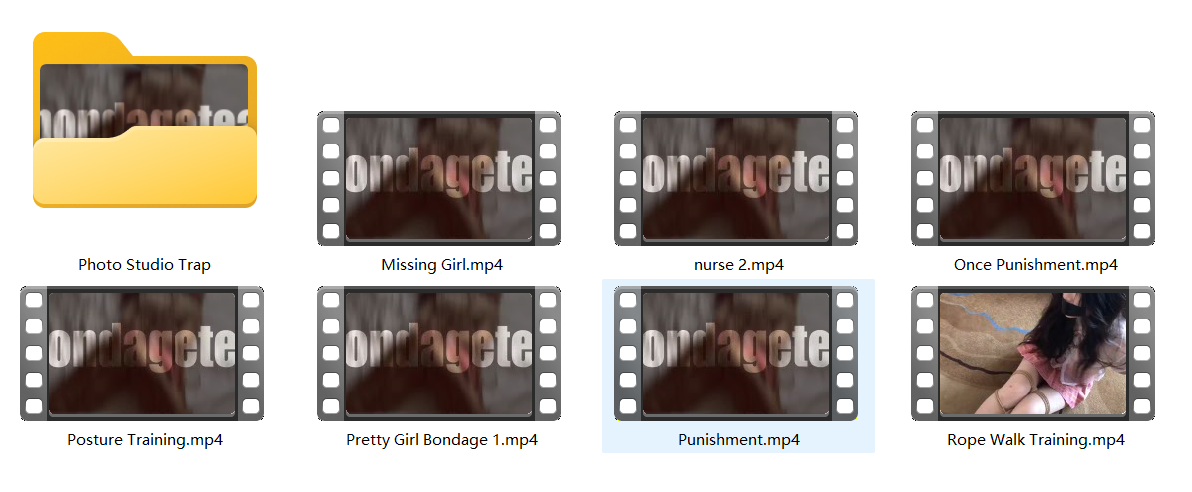 ondagetea
Photo Studio Trap
ondagete
Missing Girl.mp4
ondagete
nurse 2.mp4
ondagete
Once Punishment.mp4
ondagete
Posture Training.mp4
ondagete
Pretty Girl Bondage 1.mp4
ondagete
Punishment.mp4
Rope Walk Training.mp4